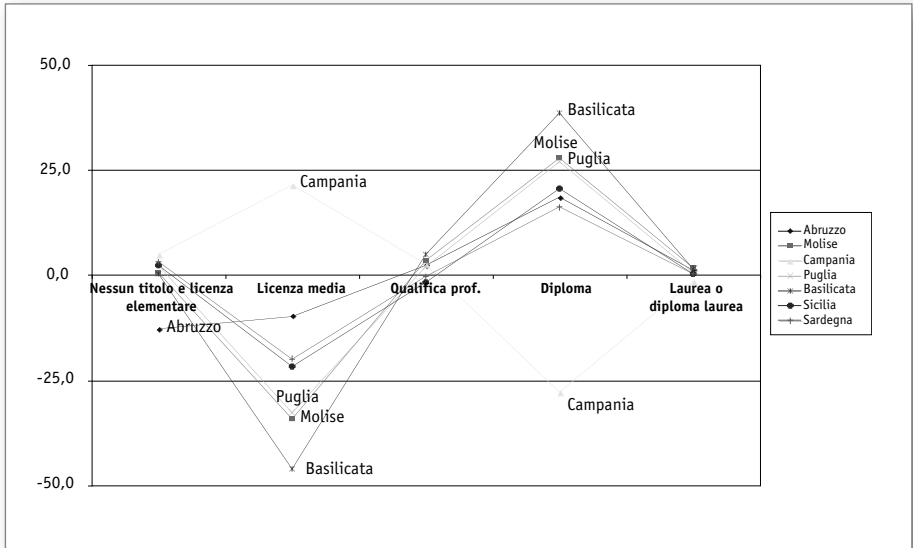 50,0
Basilicata
Molise
Puglia
25,0
Campania
Abruzzo
Molise
Campania
Puglia
Basilicata
Sicilia
Sardegna
0,0
Nessun titolo e licenza
elementare
Licenza media
Qualifica prof.
Diploma
Laurea o
diploma laurea
Abruzzo
-25,0
Puglia
Molise
Campania
Basilicata
-50,0